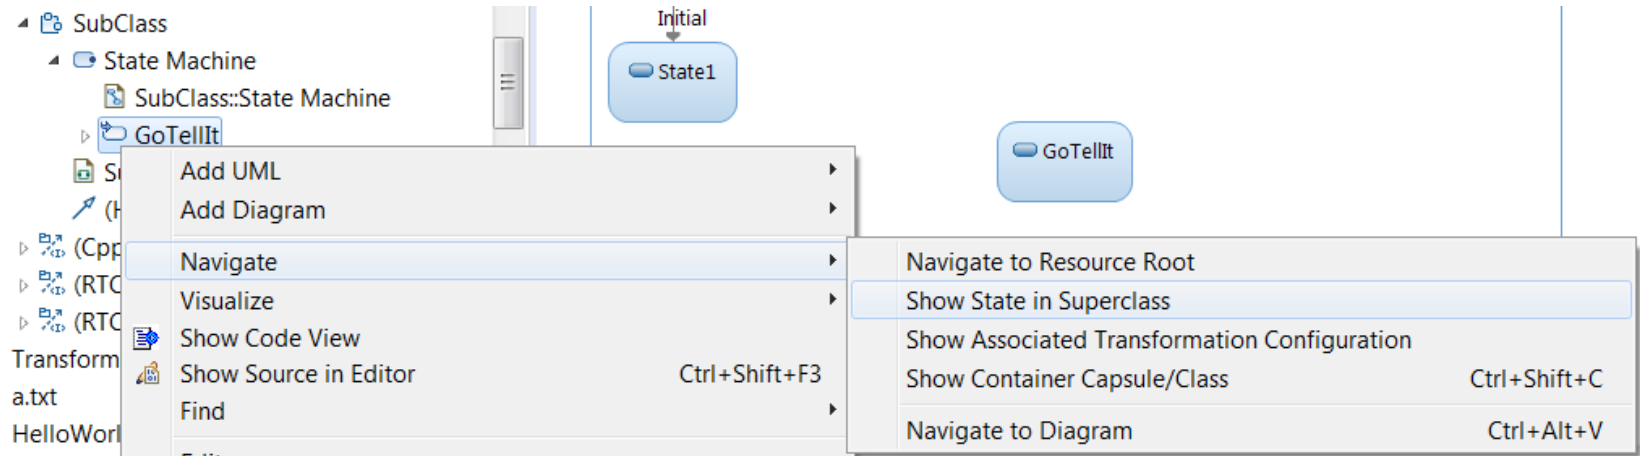 SubClass
State Machine
SubClass::State Machine
GoTellIt
Add UML
Add Diagram
Navigate
(Cpp
Visualize
(RTC
Show Code View
(RTC
Show Source in Editor Ctrl+Shift+F3
Transform
Find
a.txt
HelloWorl
Initial
State1
GoTellIt
Navigate to Resource Root
Show State in Superclass
Show Associated Transformation Configuration
Show Container Capsule/Class Ctrl+Shift+C
Navigate to Diagram Ctrl+Alt+V